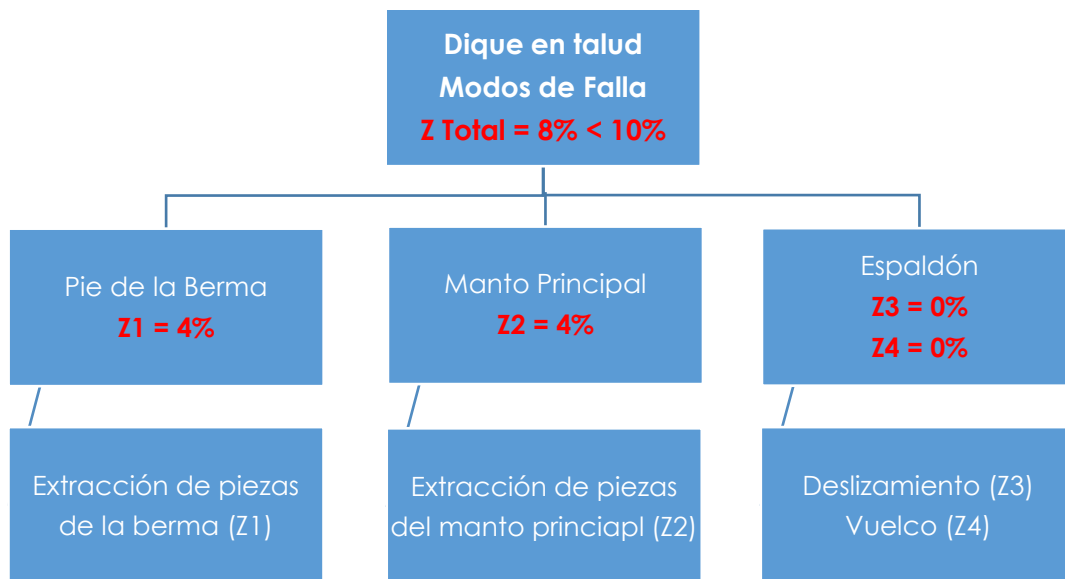 Dique en talud
Modos de Falla
Z Total = 8% < 10%
Pie de la Berma
Z1 = 4%
Manto Principal
Z2 = 4%
Espaldón
Z3 = 0%
Z4 = 0%
Extracción de piezas
de la berma (Z1)
Extracción de piezas
del manto princiapl (Z2)
Deslizamiento (Z3)
Vuelco (Z4)